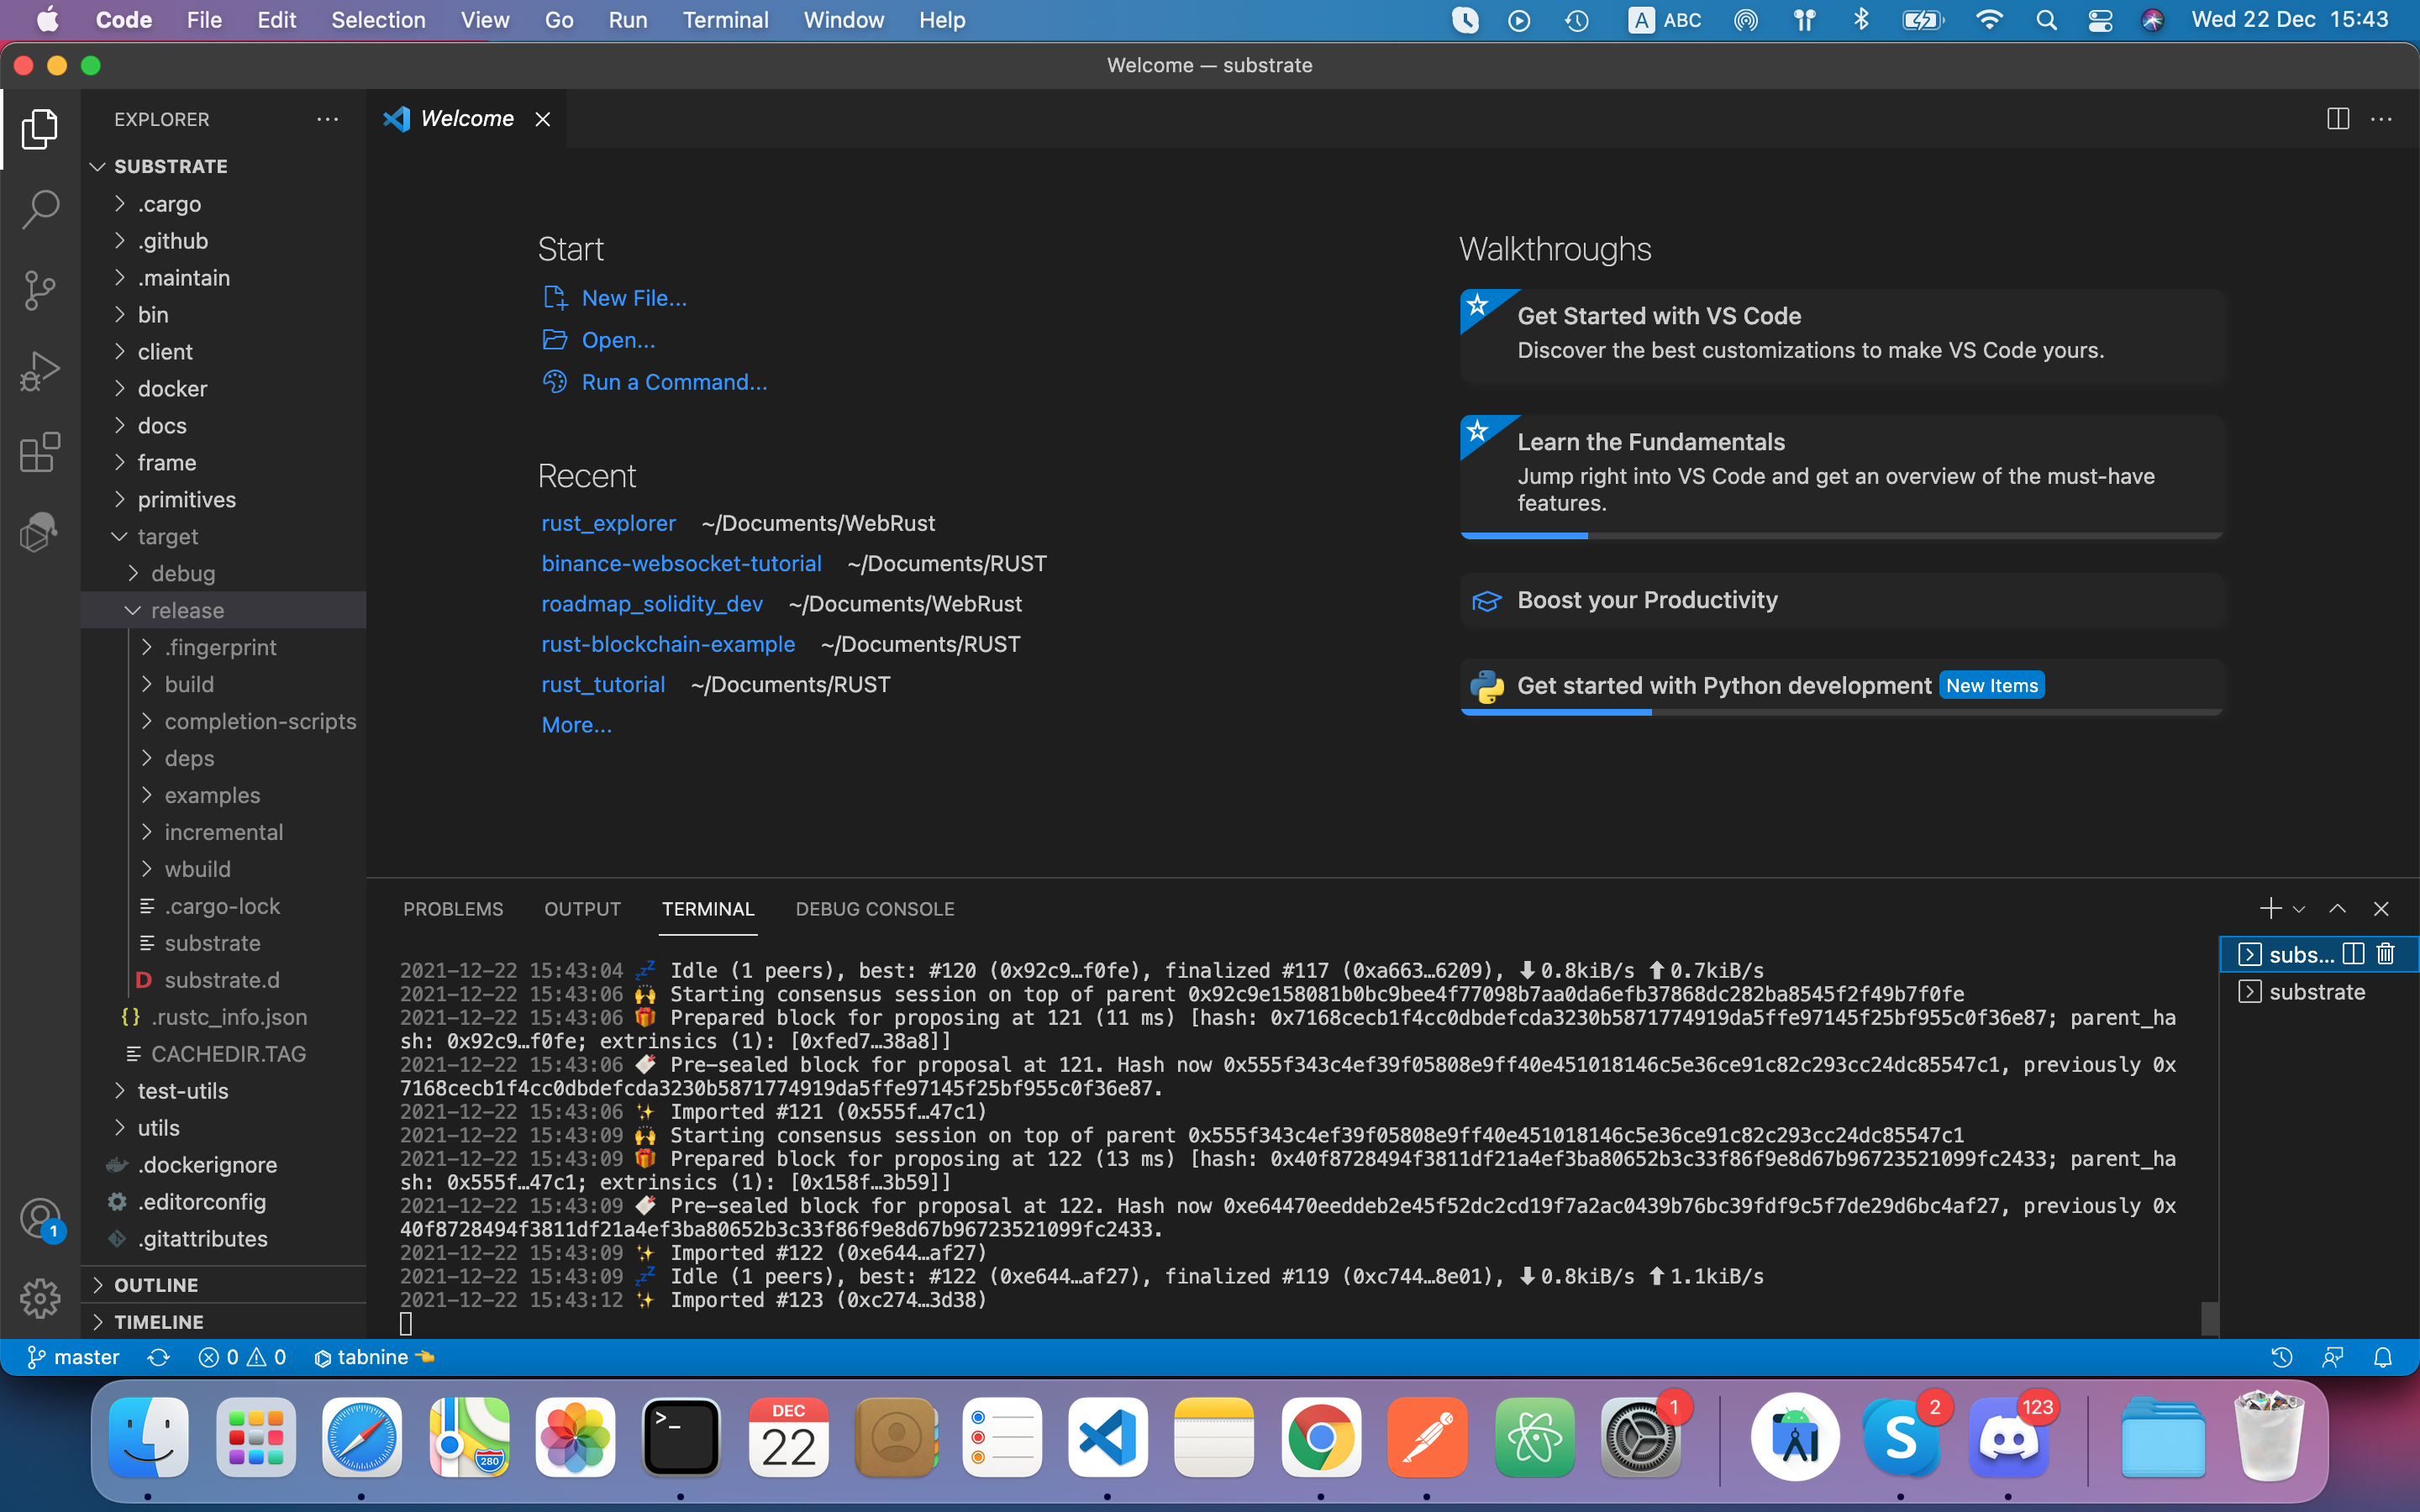 Code File Edit Selection View Go Run Terminal Window Help A ABC Wed 22 Dec 15:43
Welcome — substrate
EXPLORER
Welcome
SUBSTRATE
.cargo
.github
.maintain
bin
client
docker
docs
frame
primitives
target
debug
release
.fingerprint
build
completion-scripts
deps
examples
incremental
wbuild
.cargo-lock
substrate
D substrate.d
{} .rustc_info.json
CACHEDIR.TAG
test-utils
utils
.dockerignore
.editorconfig
.gitattributes
OUTLINE
TIMELINE
Start
New File...
Open...
Run a Command...
Recent
rust_explorer ~/Documents/WebRust
binance-websocket-tutorial ~/Documents/RUST
roadmap_solidity_dev ~/Documents/WebRust
rust-blockchain-example ~/Documents/RUST
rust_tutorial ~/Documents/RUST
More...
Walkthroughs
Get Started with VS Code
Discover the best customizations to make VS Code yours.
Learn the Fundamentals
Jump right into VS Code and get an overview of the must-have
features.
Boost your Productivity
Get started with Python development New Items
PROBLEMS OUTPUT TERMINAL DEBUG CONSOLE
2021-12-22 15:43:04 💤 Idle (1 peers), best: #120 (0x92c9…f0fe), finalized #117 (0xa663…6209), ⬇ 0.8kiB/s ⬆ 0.7kiB/s
2021-12-22 15:43:06 🙌 Starting consensus session on top of parent 0x92c9e158081b0bc9bee4f77098b7aa0da6efb37868dc282ba8545f2f49b7f0fe
2021-12-22 15:43:06 🎁 Prepared block for proposing at 121 (11 ms) [hash: 0x7168cecb1f4cc0dbdefcda3230b5871774919da5ffe97145f25bf955c0f36e87; parent_ha
sh: 0x92c9…f0fe; extrinsics (1): [0xfed7…38a8]]
2021-12-22 15:43:06 🔖 Pre-sealed block for proposal at 121. Hash now 0x555f343c4ef39f05808e9ff40e451018146c5e36ce91c82c293cc24dc85547c1, previously 0x
7168cecb1f4cc0dbdefcda3230b5871774919da5ffe97145f25bf955c0f36e87.
2021-12-22 15:43:06 ✨ Imported #121 (0x555f…47c1)
2021-12-22 15:43:09 🙌 Starting consensus session on top of parent 0x555f343c4ef39f05808e9ff40e451018146c5e36ce91c82c293cc24dc85547c1
2021-12-22 15:43:09 🎁 Prepared block for proposing at 122 (13 ms) [hash: 0x40f8728494f3811df21a4ef3ba80652b3c33f86f9e8d67b96723521099fc2433; parent_ha
sh: 0x555f…47c1; extrinsics (1): [0x158f…3b59]]
2021-12-22 15:43:09 🔖 Pre-sealed block for proposal at 122. Hash now 0xe64470eeddeb2e45f52dc2cd19f7a2ac0439b76bc39fdf9c5f7de29d6bc4af27, previously 0x
40f8728494f3811df21a4ef3ba80652b3c33f86f9e8d67b96723521099fc2433.
2021-12-22 15:43:09 ✨ Imported #122 (0xe644…af27)
2021-12-22 15:43:09 💤 Idle (1 peers), best: #122 (0xe644…af27), finalized #119 (0xc744…8e01), ⬇ 0.8kiB/s ⬆ 1.1kiB/s
2021-12-22 15:43:12 ✨ Imported #123 (0xc274…3d38)
subs...
substrate
1
master 0 0 tabnine 👈
280
>_
DEC
22
1
S 2
123